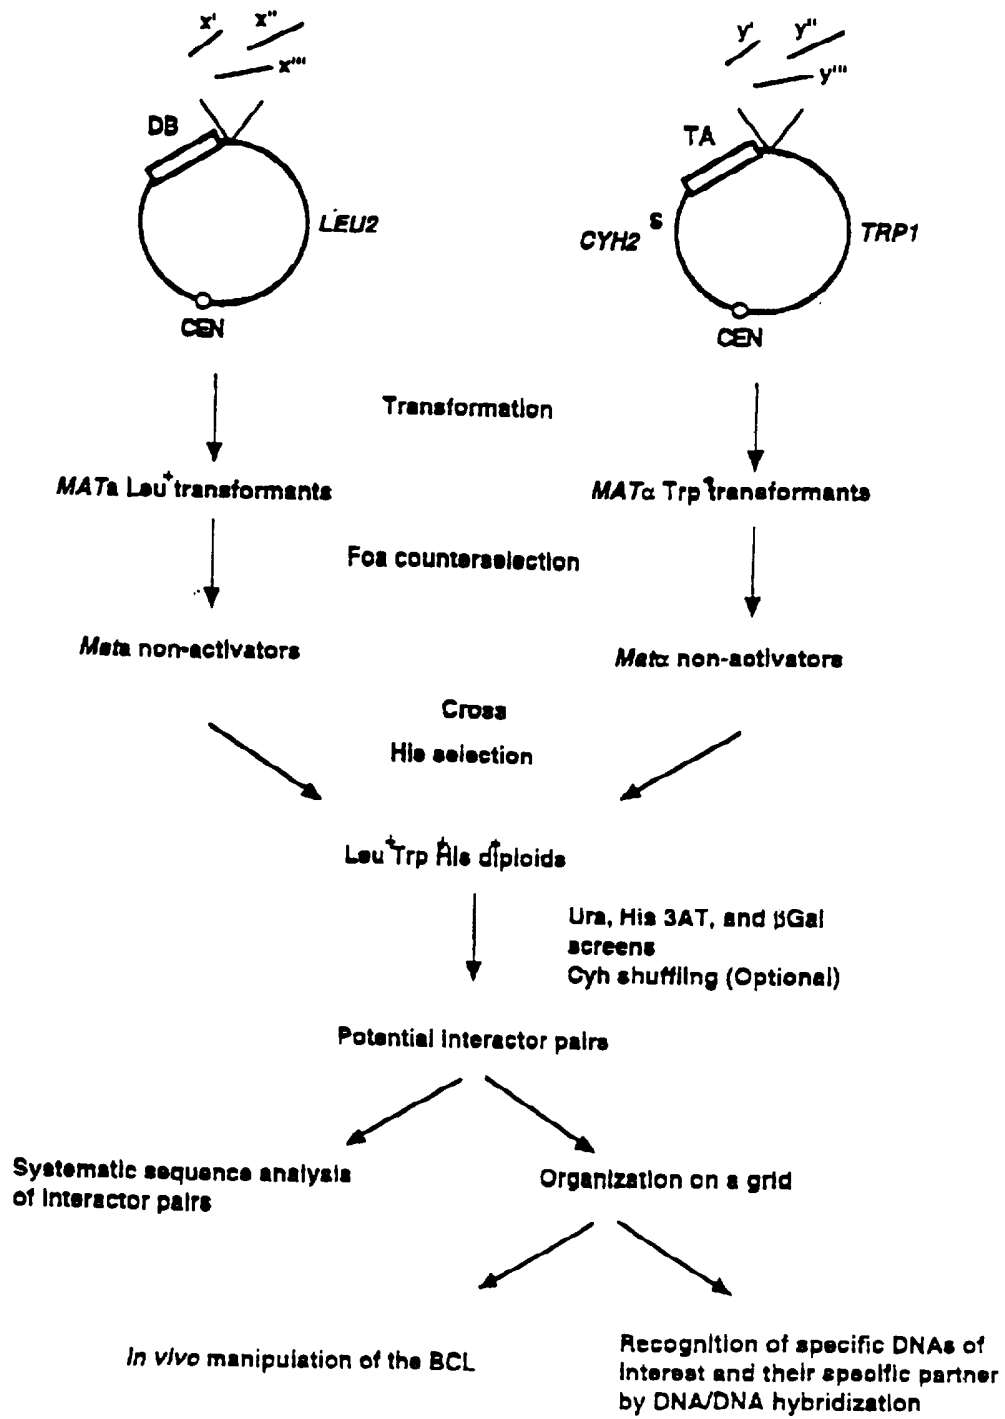 x' x" x'"
y' y" y'"
DB
TA
LEU2
CYH2 S
TRP1
CEN
CEN
Transformation
MATa Leu+ transformants
MATα Trp+ transformants
Foa counterselection
Mata non-activators
Matα non-activators
Cross
His selection
Leu+Trp+His+ diploids
Ura, His 3AT, and βGal
screens
Cyh shuffling (Optional)
Potential interactor pairs
Systematic sequence analysis
of interactor pairs
Organization on a grid
In vivo manipulation of the BCL
Recognition of specific DNAs of
interest and their specific partner
by DNA/DNA hybridization